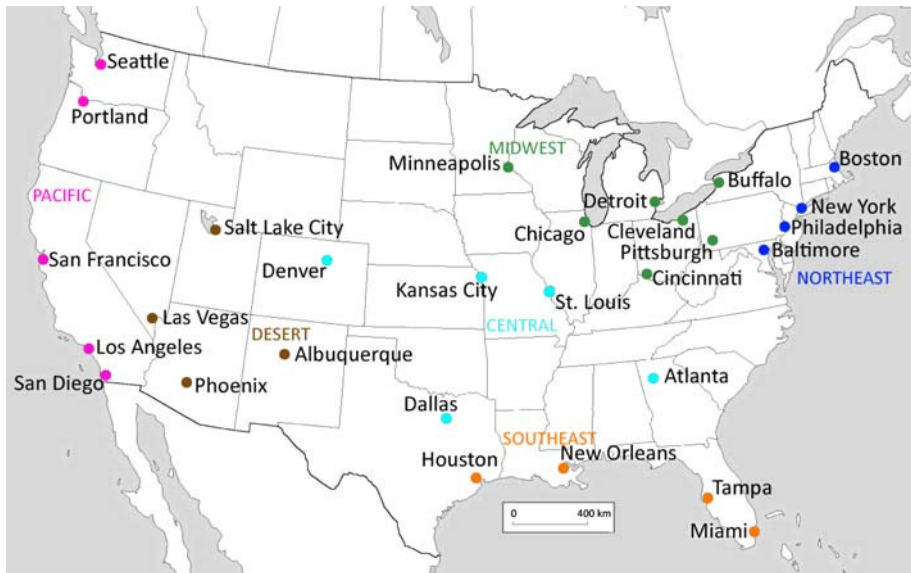 Seattle
Portland
MIDWEST
Minneapolis
Boston
Buffalo
PACIFIC
Detroit
New York
Salt Lake City
Chicago
Cleveland
Philadelphia
Pittsburgh
Baltimore
San Francisco
Denver
Kansas City
Cincinnati
NORTHEAST
St. Louis
Las Vegas
CENTRAL
DESERT
Los Angeles
Albuquerque
San Diego
Phoenix
Atlanta
Dallas
SOUTHEAST
New Orleans
Houston
Tampa
0 400 km
Miami